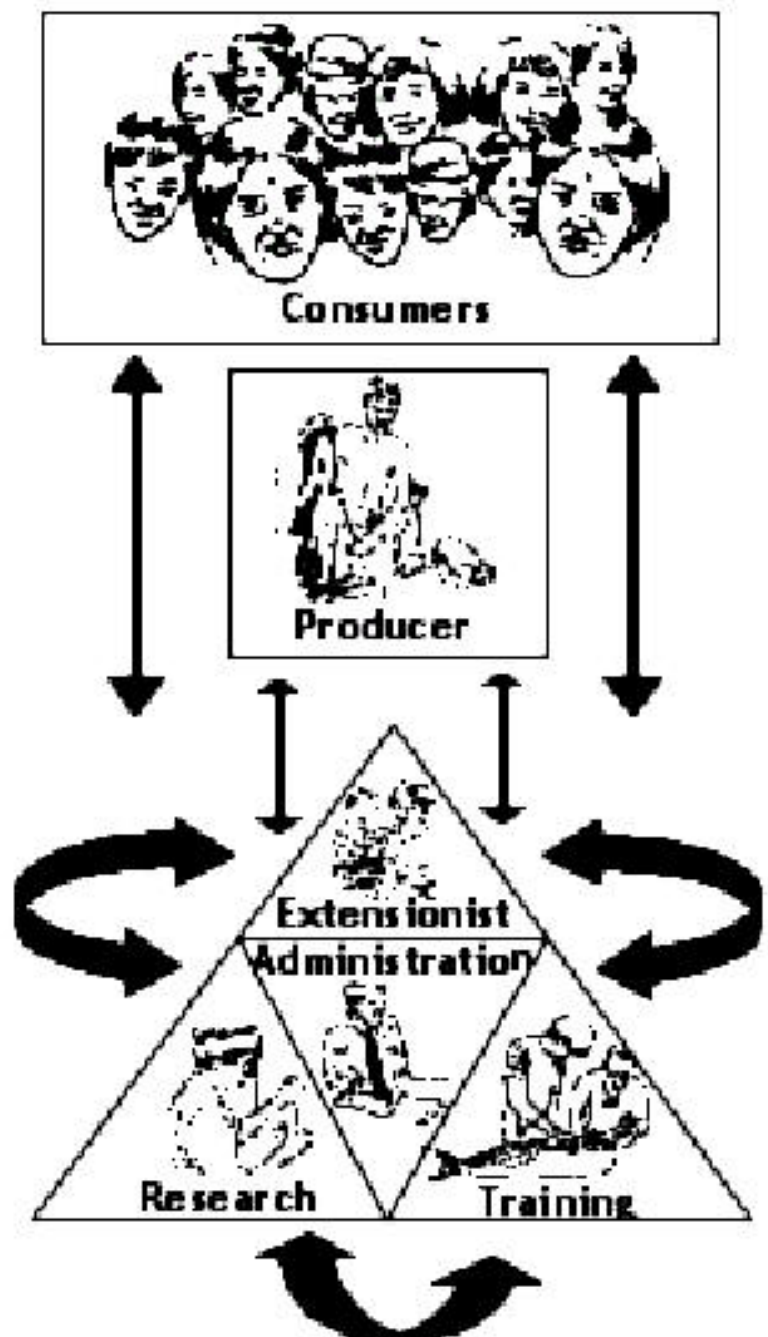 Consumers
Producer
Extensionist
Administration
Research
Training